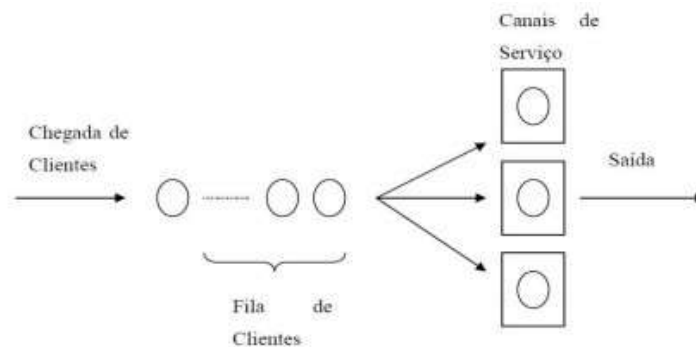 Canais de
Serviço
Chegada de
Clientes
Saída
Fila de
Clientes